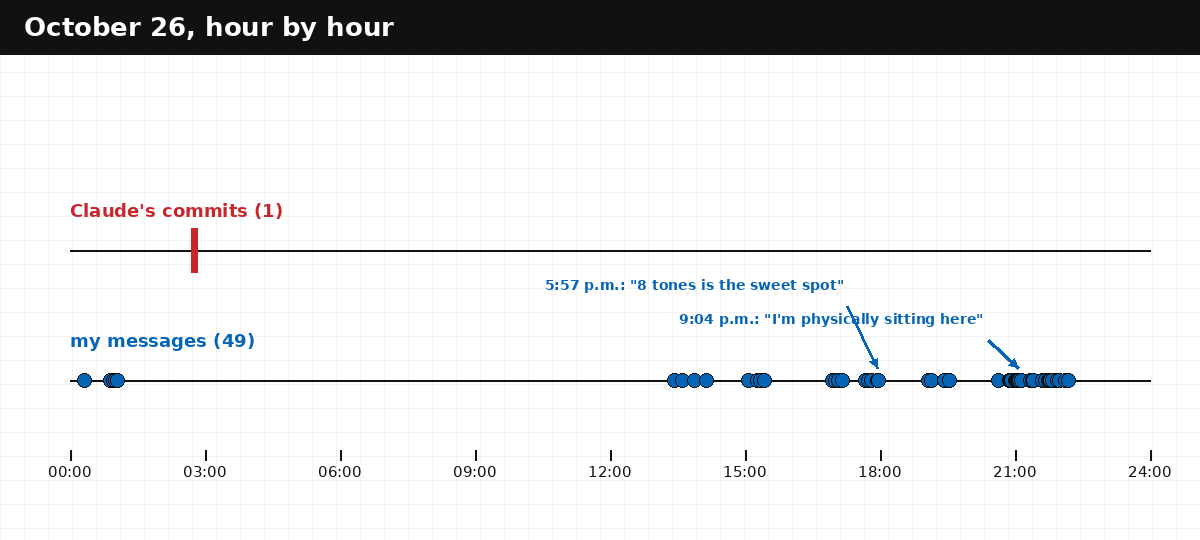 October 26, hour by hour
Claude's commits (1)
5:57 p.m.: "8 tones is the sweet spot"
9:04 p.m.: "I'm physically sitting here"
my messages (49)
00:00 03:00 06:00 09:00 12:00 15:00 18:00 21:00 24:00